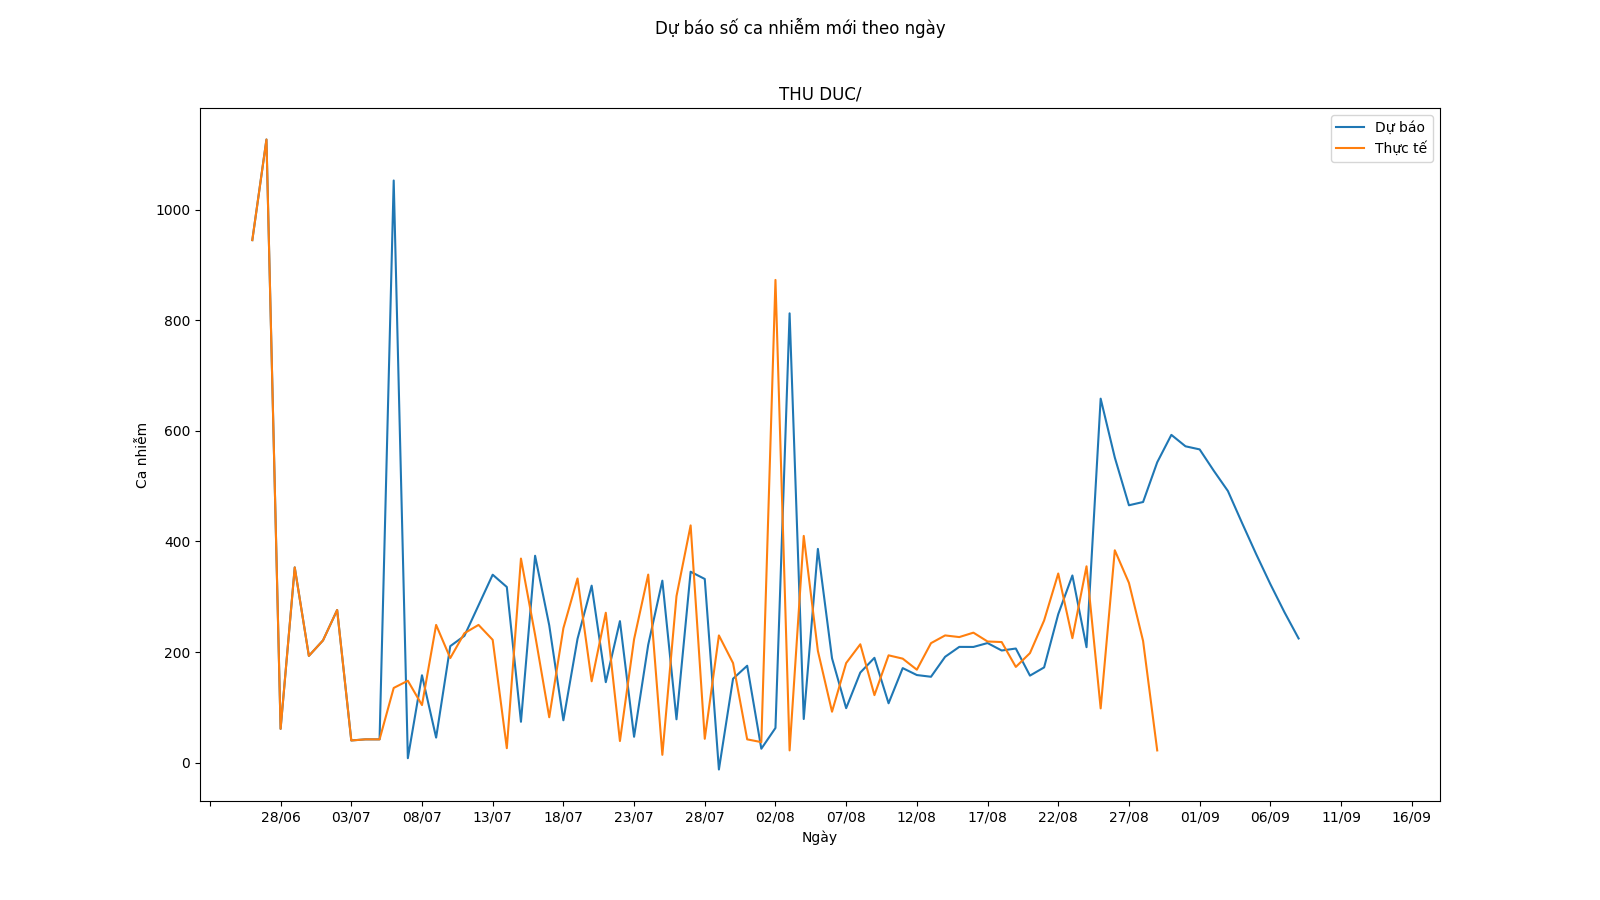 Dự báo số ca nhiễm mới theo ngày
THU DUC/
Dự báo
Thực tế
1000
800
600
400
200
0
Ca nhiễm
28/06 03/07 08/07 13/07 18/07 23/07 28/07 02/08 07/08 12/08 17/08 22/08 27/08 01/09 06/09 11/09 16/09
Ngày